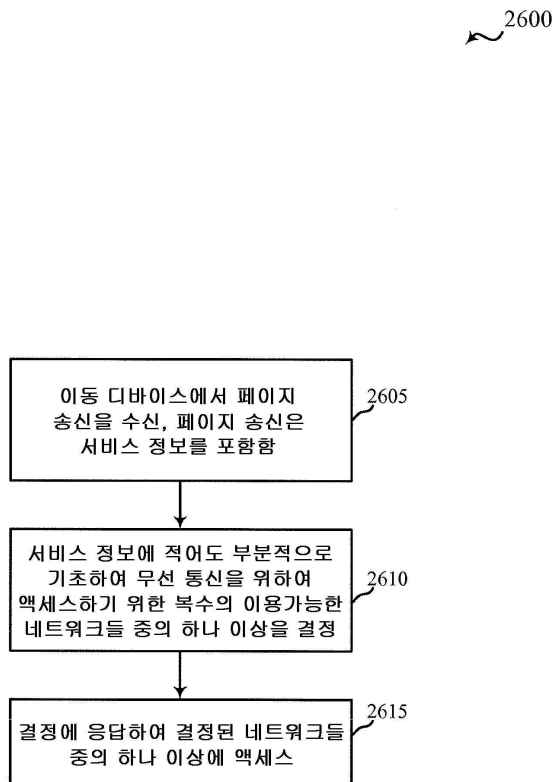 2600
이동 디바이스에서 페이지
송신을 수신, 페이지 송신은
서비스 정보를 포함함
2605
서비스 정보에 적어도 부분적으로
기초하여 무선 통신을 위하여
액세스하기 위한 복수의 이용가능한
네트워크들 중의 하나 이상을 결정
2610
결정에 응답하여 결정된 네트워크들
중의 하나 이상에 액세스
2615